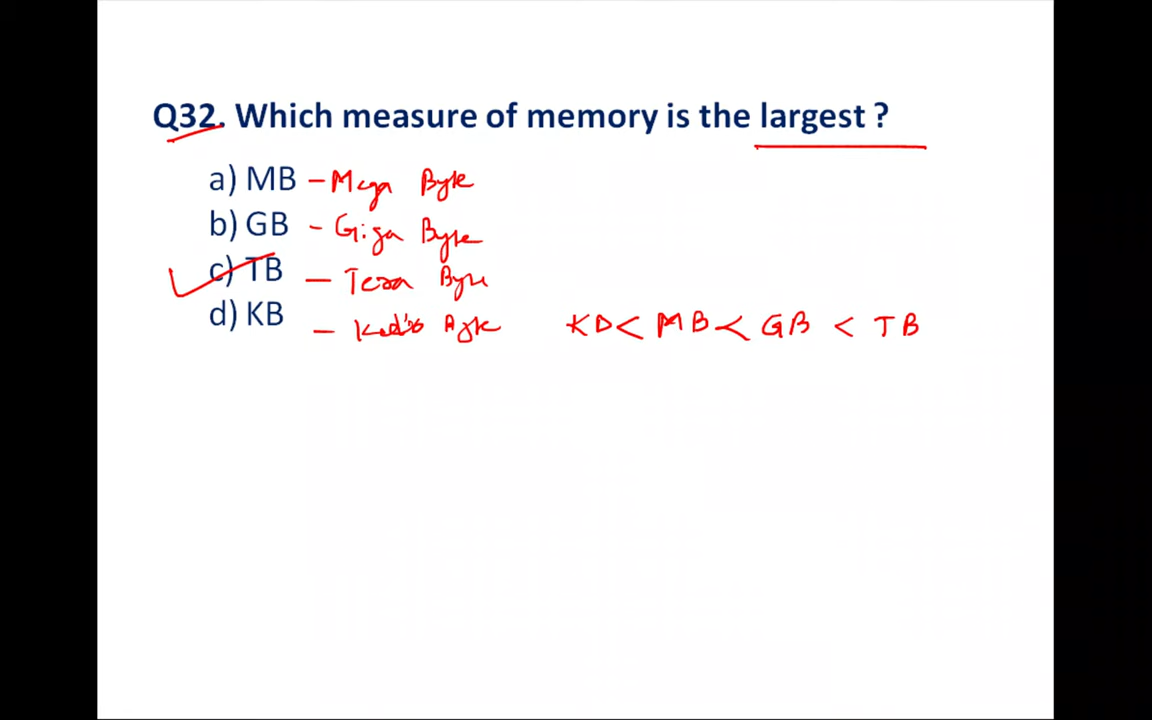 Q32. Which measure of memory is the largest ?
a) MB – Mega Byte
b) GB - Giga Byte
c) TB – Tera Byte
d) KB – Byte KB < MB < GB < TB